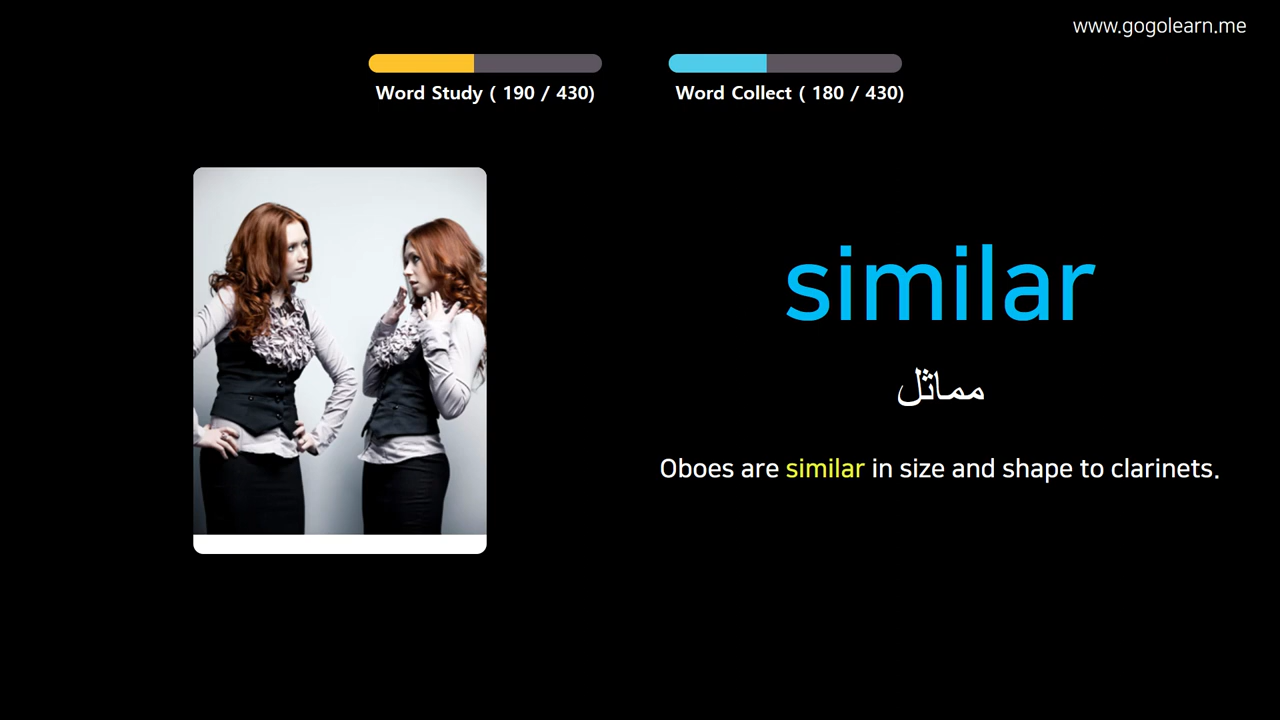 www.gogolearn.me
Word Study ( 190 / 430)
Word Collect ( 180 / 430)
similar
مماثل
Oboes are similar in size and shape to clarinets.